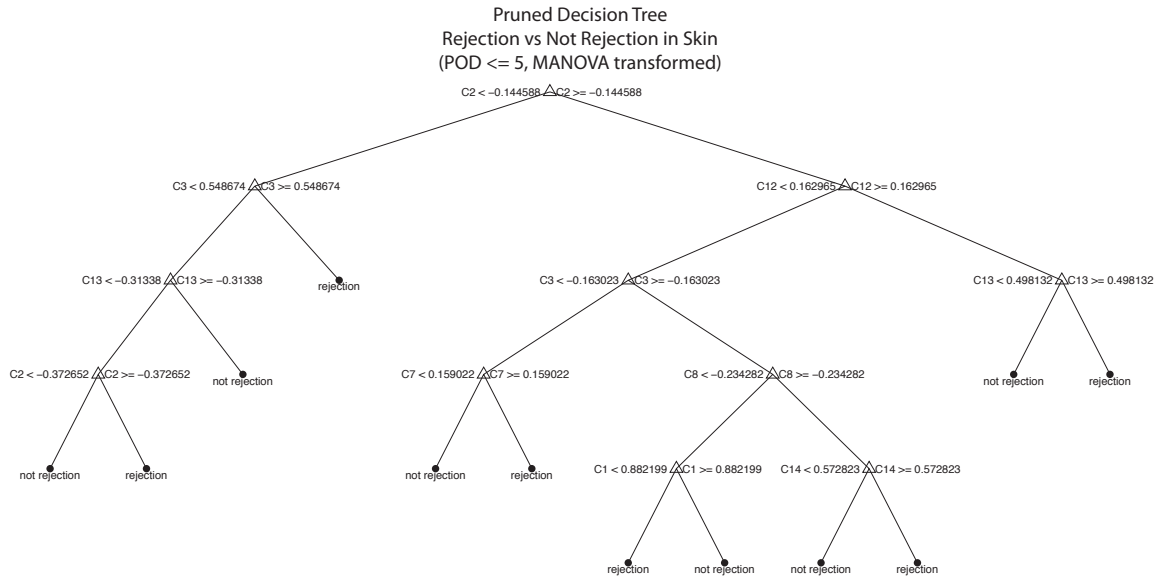 Pruned Decision Tree
Rejection vs Not Rejection in Skin
(POD <= 5, MANOVA transformed)
C2 < −0.144588 C2 >= −0.144588
C3 < 0.548674 C3 >= 0.548674 C12 < 0.162965 C12 >= 0.162965
C13 < −0.31338 C13 >= −0.31338 rejection C3 < −0.163023 C3 >= −0.163023 C13 < 0.498132 C13 >= 0.498132
C2 < −0.372652 C2 >= −0.372652 not rejection C7 < 0.159022 C7 >= 0.159022 C8 < −0.234282 C8 >= −0.234282 not rejection rejection
not rejection rejection not rejection rejection C1 < 0.882199 C1 >= 0.882199 C14 < 0.572823 C14 >= 0.572823
rejection not rejection not rejection rejection